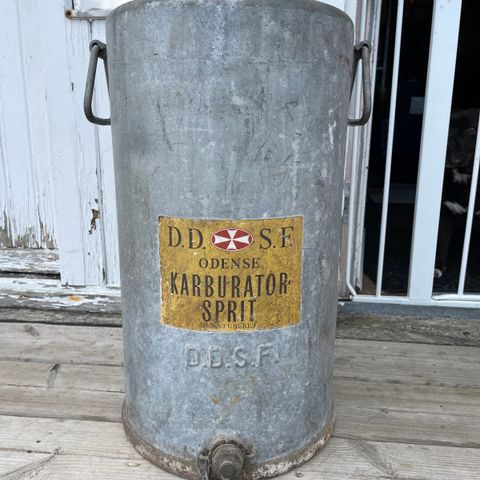 D.D. S.F.
ODENSE.
KARBURATOR-
SPRIT
D.D.S.F.